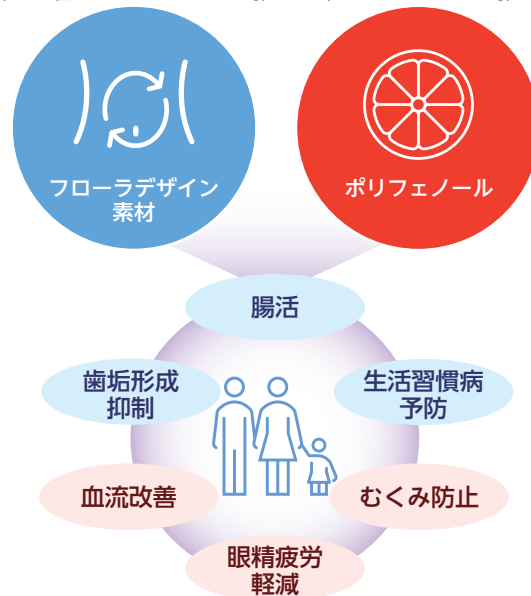 フローラデザイン
素材
ポリフェノール
腸活
歯垢形成
抑制
生活習慣病
予防
血流改善
むくみ防止
眼精疲労
軽減